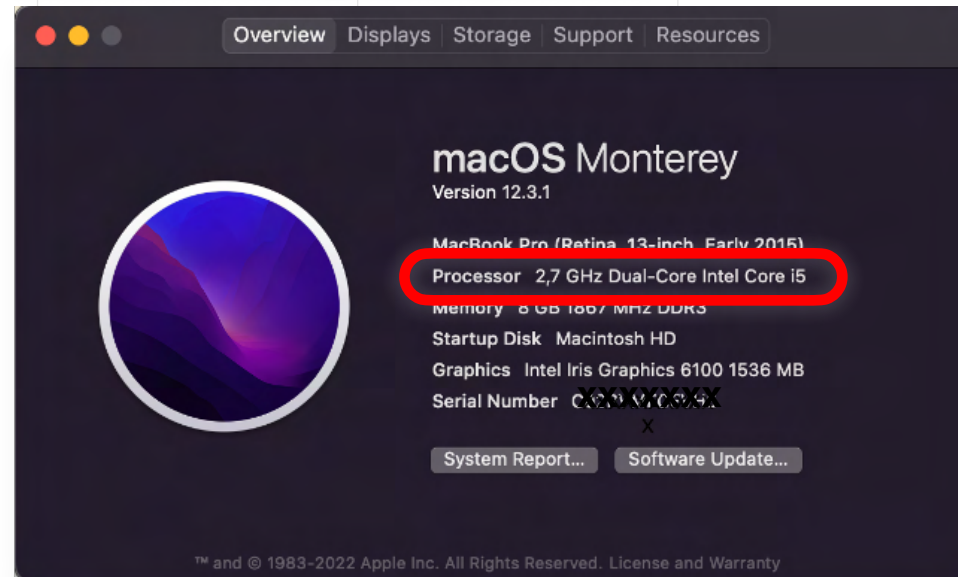 Overview Displays Storage Support Resources
macOS Monterey
Version 12.3.1
MacBook Pro (Retina, 13-inch, Early 2015)
Processor 2,7 GHz Dual-Core Intel Core i5
Memory 8 GB 1867 MHz DDR3
Startup Disk Macintosh HD
Graphics Intel Iris Graphics 6100 1536 MB
Serial Number
x
System Report... Software Update...
™ and © 1983-2022 Apple Inc. All Rights Reserved. License and Warranty